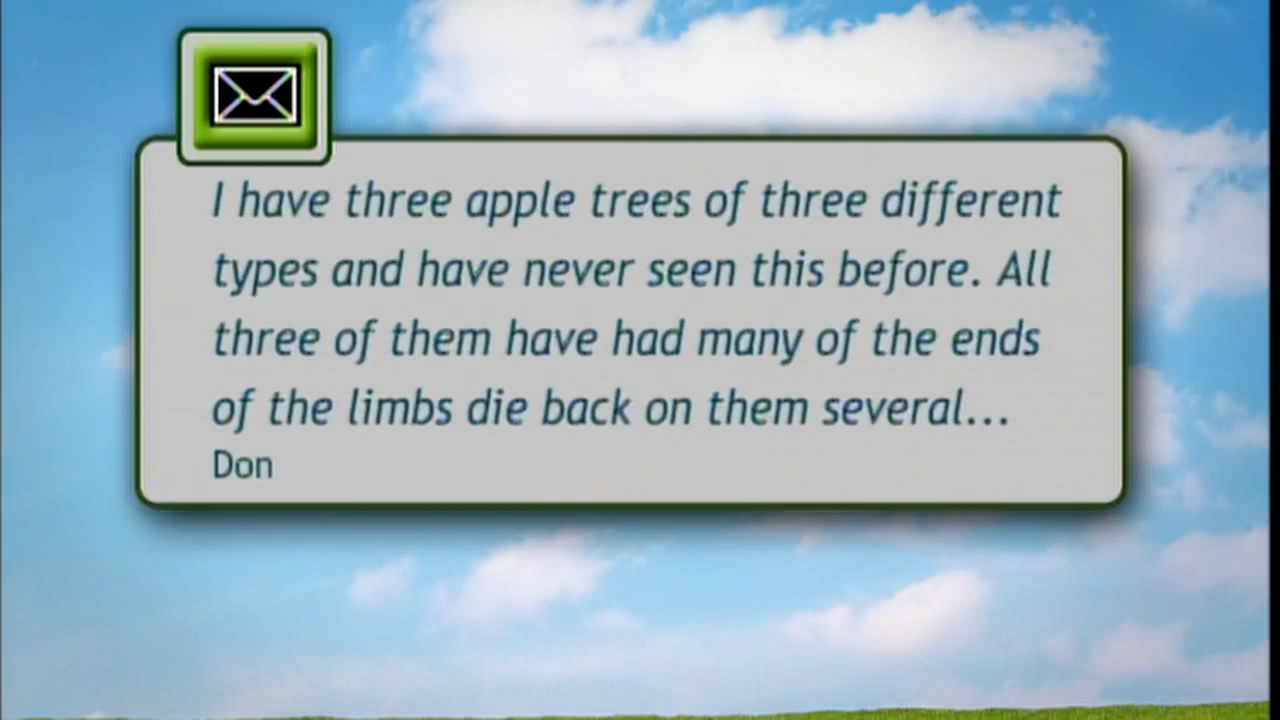 I have three apple trees of three different
types and have never seen this before. All
three of them have had many of the ends
of the limbs die back on them several...
Don